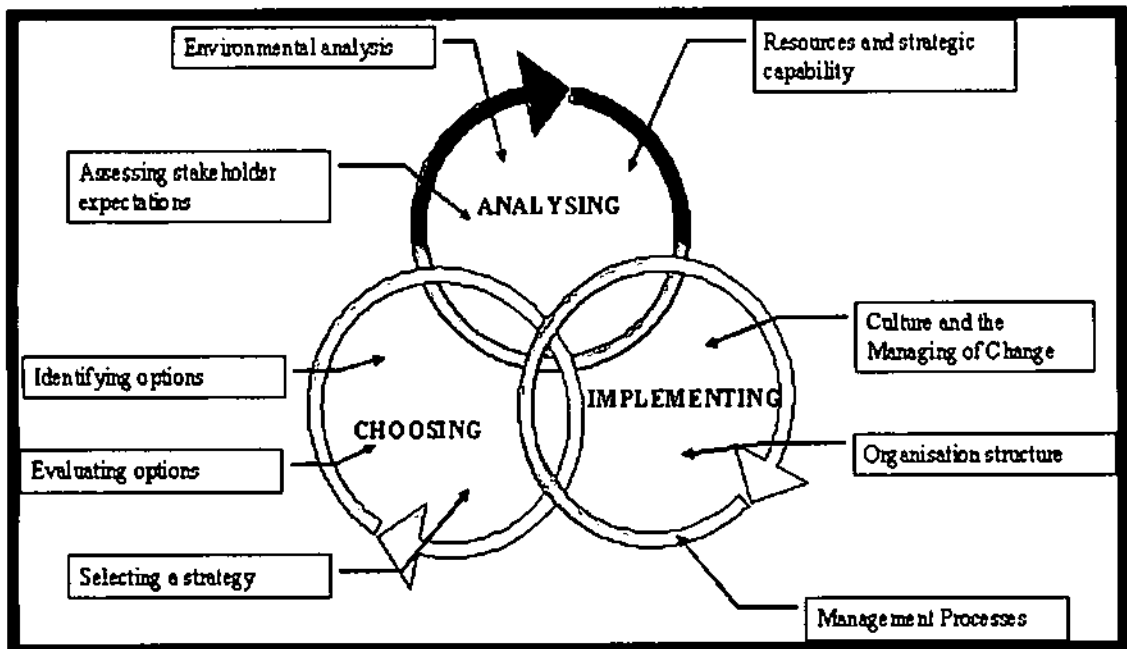 Environmental analysis
Resources and strategic
capability
Assessing stakeholder
expectations
ANALYSING
Culture and the
Managing of Change
Identifying options
IMPLEMENTING
CHOOSING
Evaluating options
Organisation structure
Selecting a strategy
Management Processes